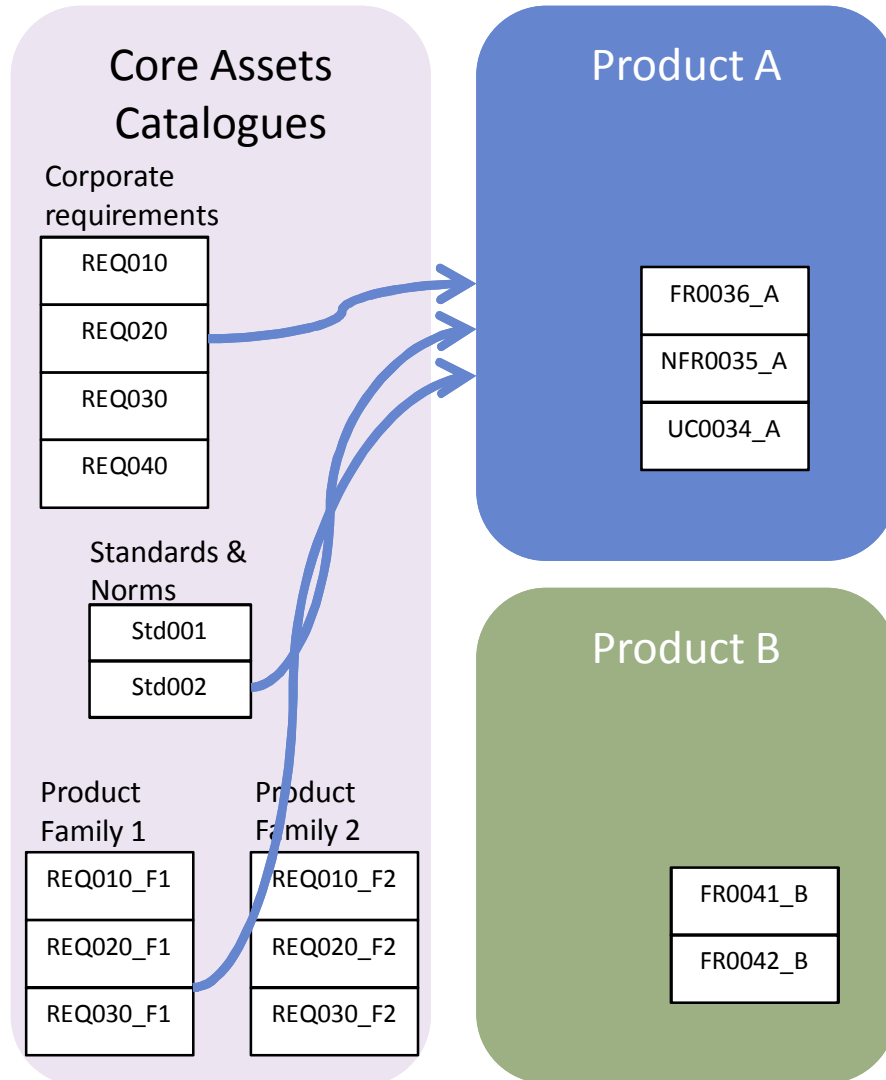 Core Assets
Catalogues
Corporate
requirements
REQ010
REQ020
REQ030
REQ040
Standards &
Norms
Std001
Std002
Product
Family 1
REQ010_F1
REQ020_F1
REQ030_F1
Product
Family 2
REQ010_F2
REQ020_F2
REQ030_F2
Product A
FR0036_A
NFR0035_A
UC0034_A
Product B
FR0041_B
FR0042_B